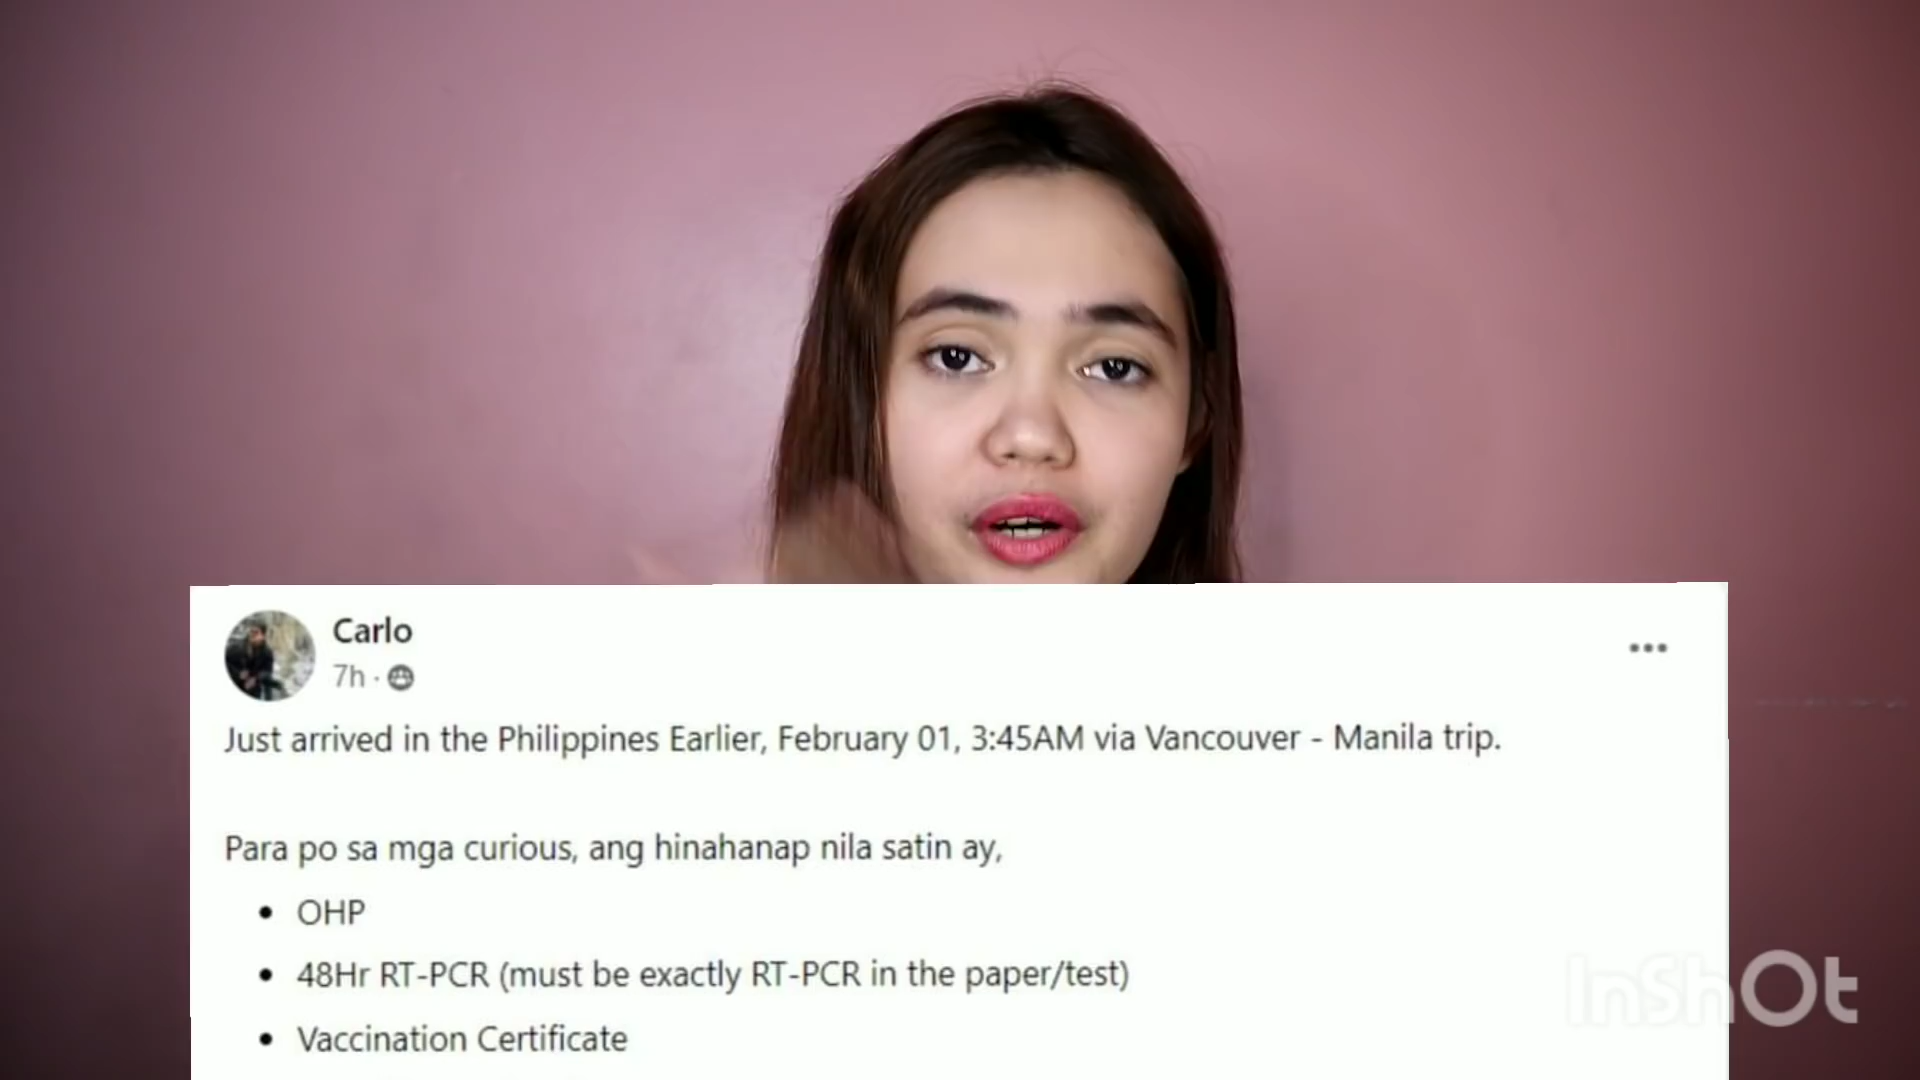 Carlo
7h ·
Just arrived in the Philippines Earlier, February 01, 3:45AM via Vancouver - Manila trip.
Para po sa mga curious, ang hinahanap nila satin ay,
• OHP
• 48Hr RT-PCR (must be exactly RT-PCR in the paper/test)
• Vaccination Certificate
InShOt